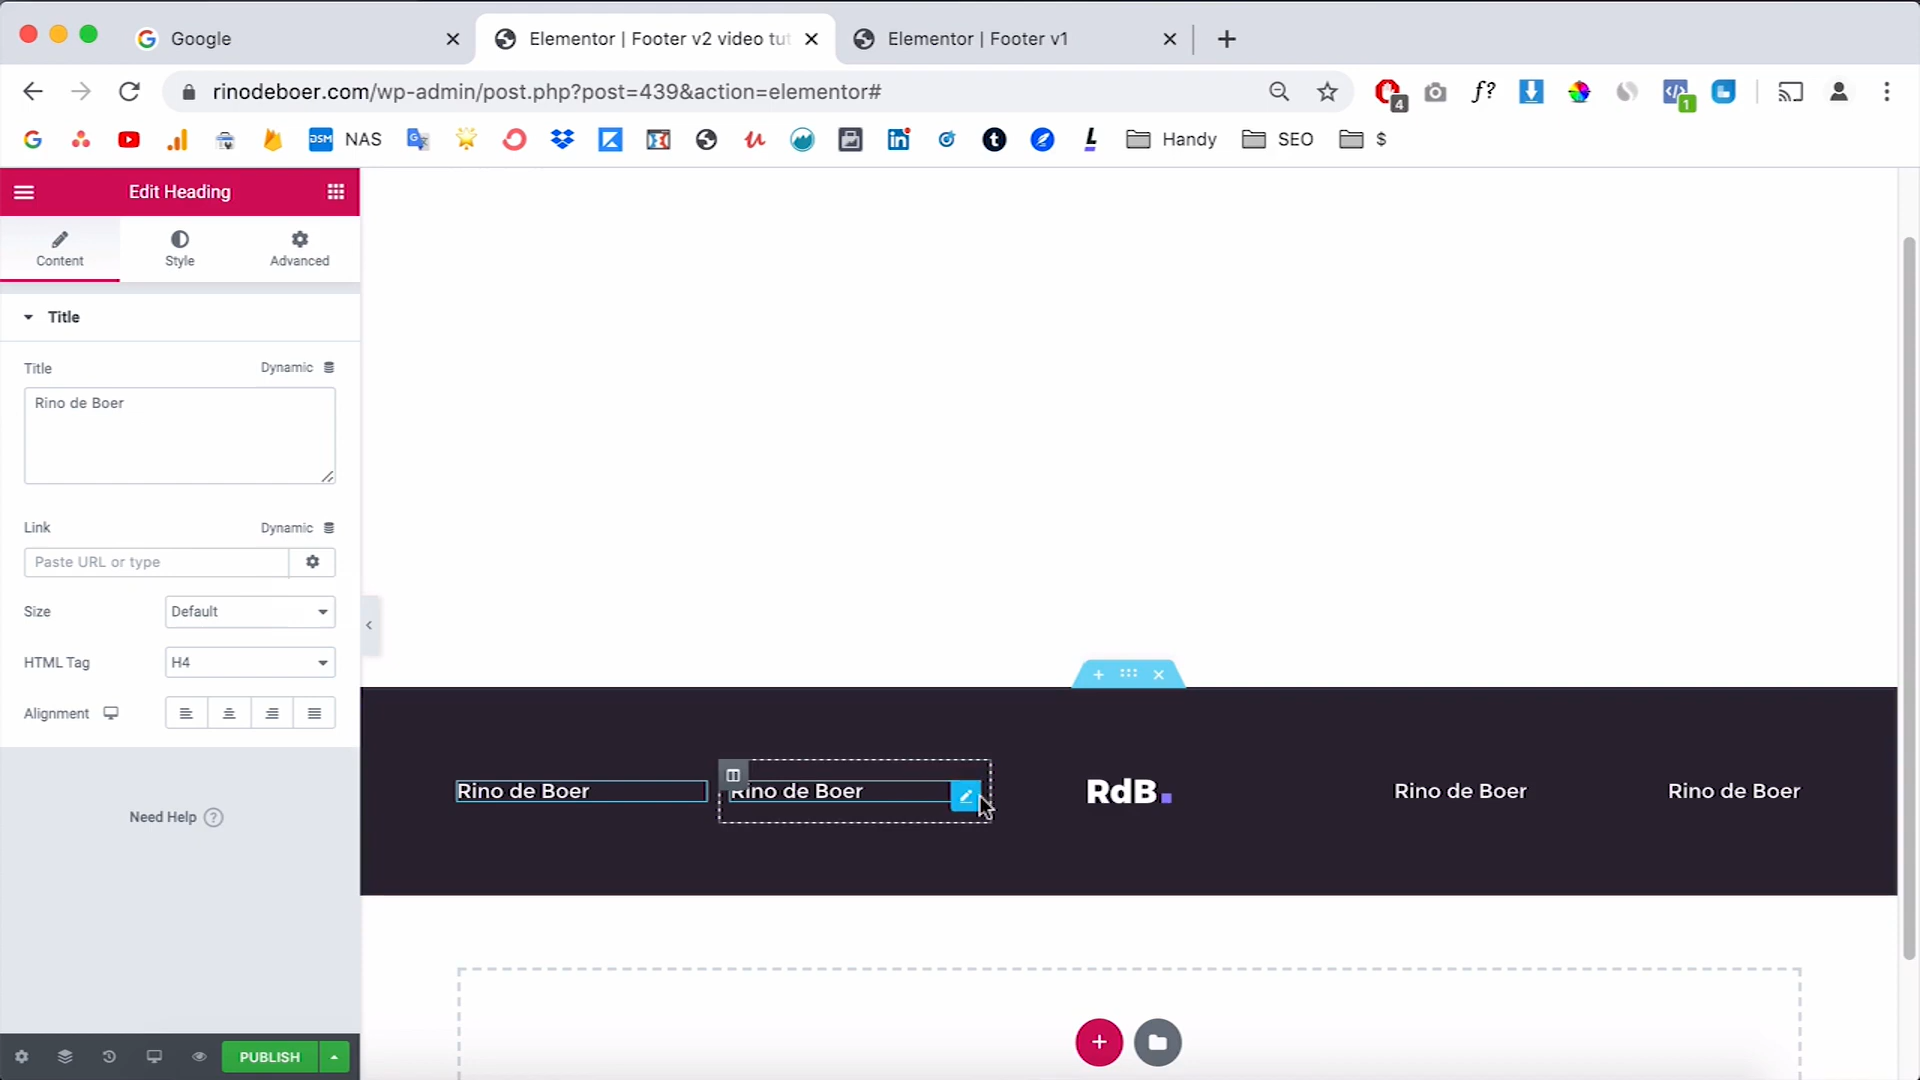 Google
Elementor | Footer v2 video tut
Elementor | Footer v1
rinodeboer.com/wp-admin/post.php?post=439&action=elementor#
4
f?
1
DSM NAS
Handy
SEO
$
Edit Heading
Content
Style
Advanced
Title
Title
Dynamic
Rino de Boer
Link
Dynamic
Paste URL or type
Size
Default
HTML Tag
H4
Alignment
Need Help ?
PUBLISH
Rino de Boer
Rino de Boer
RdB.
Rino de Boer
Rino de Boer